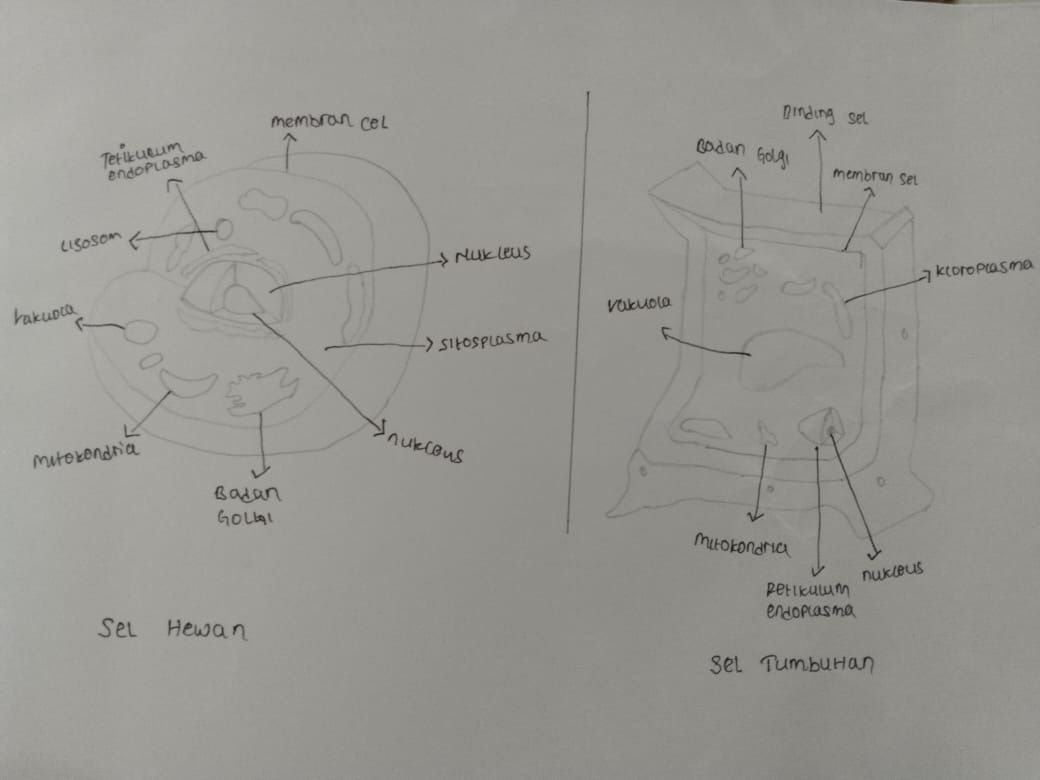 membran cel
Retikulum
endoplasma
Lisosom
Vakuola
Mitokondria
Badan
GOLGI
nukleus
Sitosplasma
Nukleus
Sel Hewan
Dinding sel
Badan Golgi
membran sel
kloroplasma
Vakuola
Mitokondria
Retikulum
endoplasma
nukleus
Sel Tumbuhan